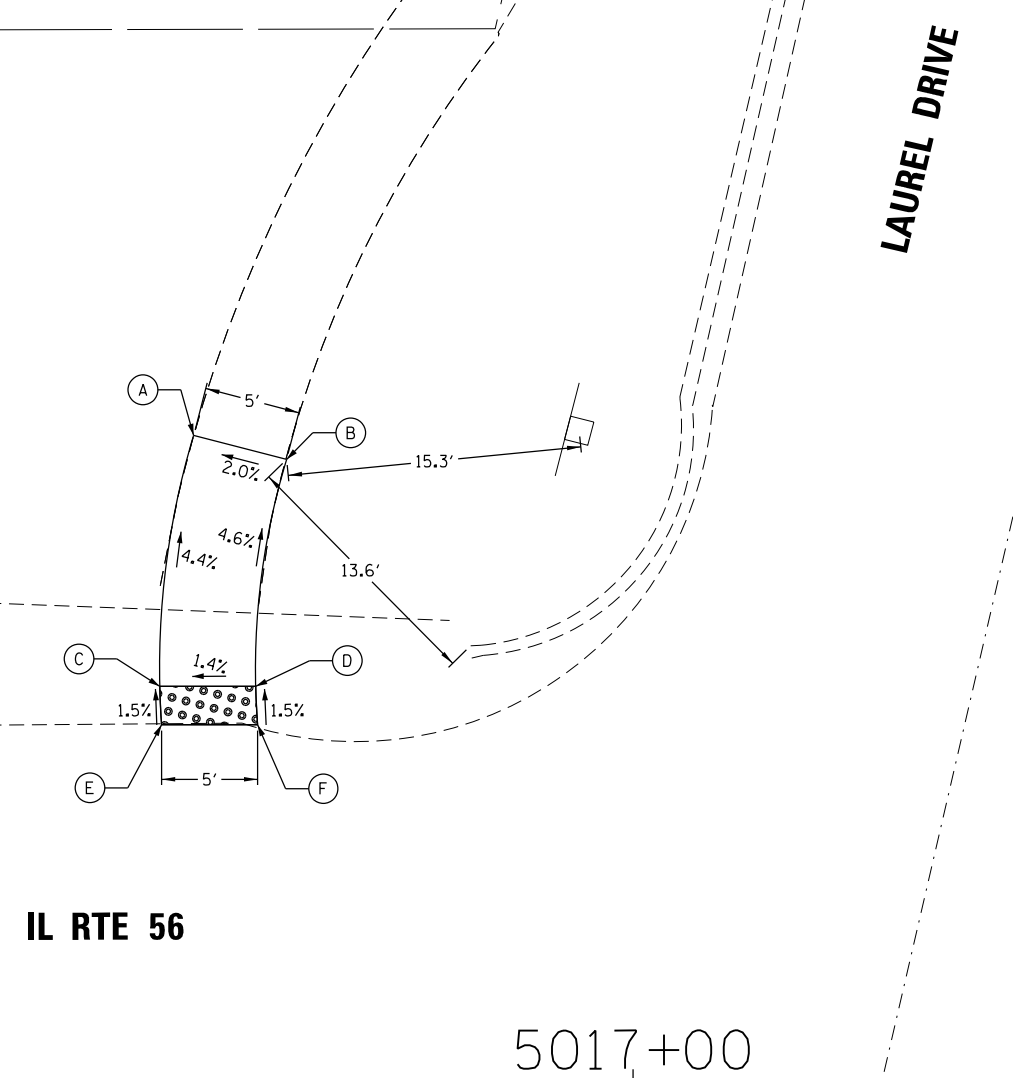 LAUREL DRIVE
A
5'
B
2.0%
15.3'
4.6%
4.4%
13.6'
C
1.4%
D
1.5%
1.5%
E
5'
F
IL RTE 56
5017+00